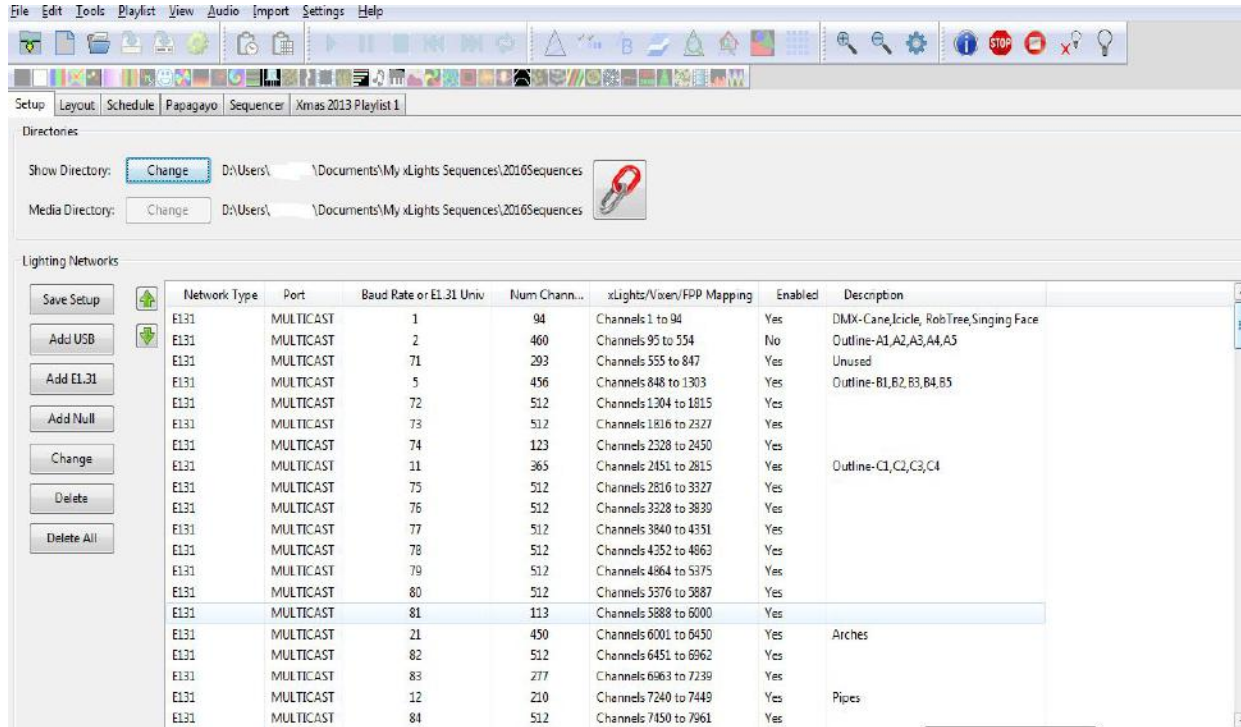 File Edit Tools Playlist View Audio Import Settings Help
STOP
Setup Layout Schedule Papagayo Sequencer Xmas 2013 Playlist 1
Directories
Show Directory: Change D:\Users\ \Documents\My xLights Sequences\2016Sequences
Media Directory: Change D:\Users\ \Documents\My xLights Sequences\2016Sequences
Lighting Networks
Save Setup
Add USB
Add E1.31
Add Null
Change
Delete
Delete All
Network Type Port Baud Rate or E1.31 Univ Num Chann... xLights/Vixen/FPP Mapping Enabled Description
E131 MULTICAST 1 94 Channels 1 to 94 Yes DMX-Cane,Icicle, RobTree,Singing Face
E131 MULTICAST 2 460 Channels 95 to 554 No Outline-A1,A2,A3,A4,A5
E131 MULTICAST 71 293 Channels 555 to 847 Yes Unused
E131 MULTICAST 5 456 Channels 848 to 1303 Yes Outline-B1,B2,B3,B4,B5
E131 MULTICAST 72 512 Channels 1304 to 1815 Yes
E131 MULTICAST 73 512 Channels 1816 to 2327 Yes
E131 MULTICAST 74 123 Channels 2328 to 2450 Yes
E131 MULTICAST 11 365 Channels 2451 to 2815 Yes Outline-C1,C2,C3,C4
E131 MULTICAST 75 512 Channels 2816 to 3327 Yes
E131 MULTICAST 76 512 Channels 3328 to 3839 Yes
E131 MULTICAST 77 512 Channels 3840 to 4351 Yes
E131 MULTICAST 78 512 Channels 4352 to 4863 Yes
E131 MULTICAST 79 512 Channels 4864 to 5375 Yes
E131 MULTICAST 80 512 Channels 5376 to 5887 Yes
E131 MULTICAST 81 113 Channels 5888 to 6000 Yes
E131 MULTICAST 21 450 Channels 6001 to 6450 Yes Arches
E131 MULTICAST 82 512 Channels 6451 to 6962 Yes
E131 MULTICAST 83 277 Channels 6963 to 7239 Yes
E131 MULTICAST 12 210 Channels 7240 to 7449 Yes Pipes
E131 MULTICAST 84 512 Channels 7450 to 7961 Yes